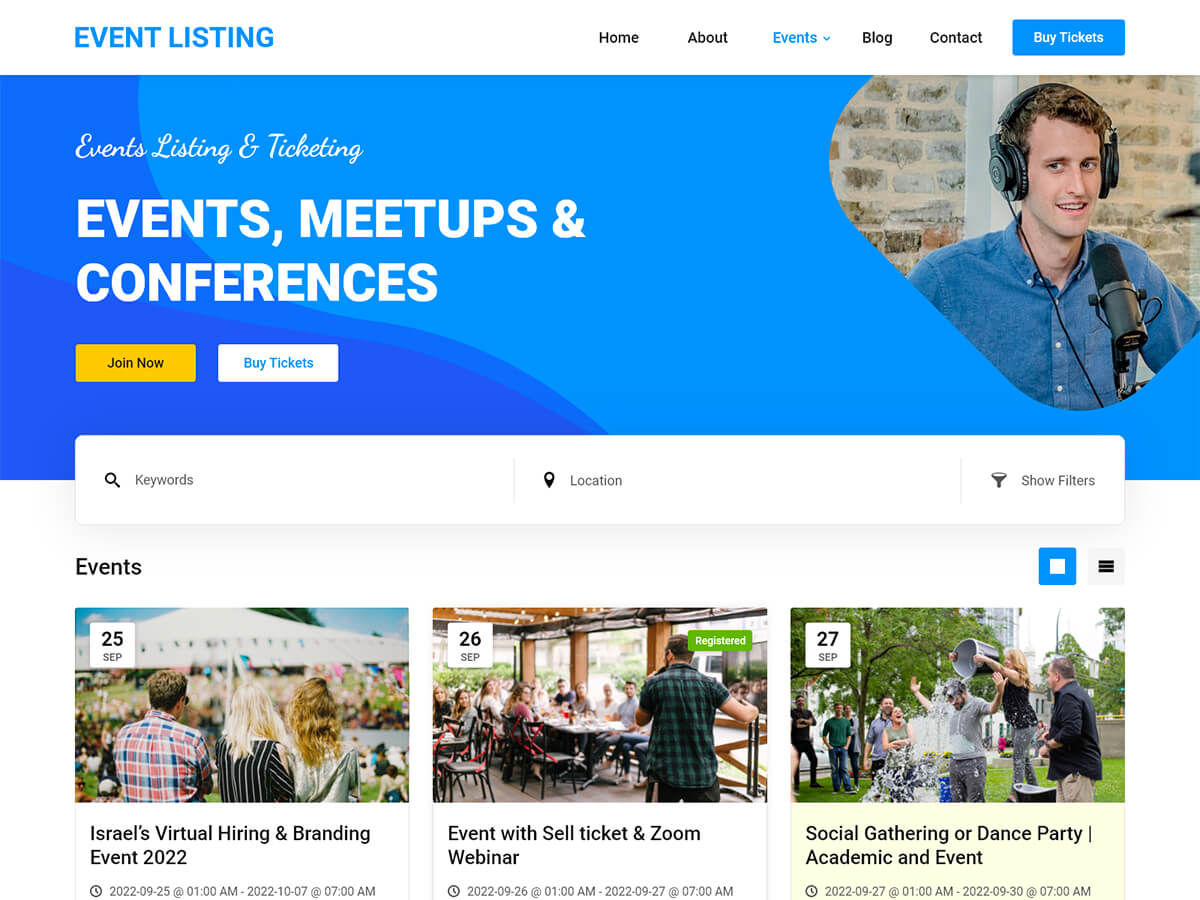 EVENT LISTING
Home About Events Blog Contact Buy Tickets
Events Listing & Ticketing
EVENTS, MEETUPS &
CONFERENCES
Join Now Buy Tickets
Keywords Location Show Filters
Events
25
SEP
26
SEP
Registered
27
SEP
Israel’s Virtual Hiring & Branding
Event 2022
2022-09-25 @ 01:00 AM - 2022-10-07 @ 07:00 AM
Event with Sell ticket & Zoom
Webinar
2022-09-26 @ 01:00 AM - 2022-09-27 @ 07:00 AM
Social Gathering or Dance Party |
Academic and Event
2022-09-27 @ 01:00 AM - 2022-09-30 @ 07:00 AM